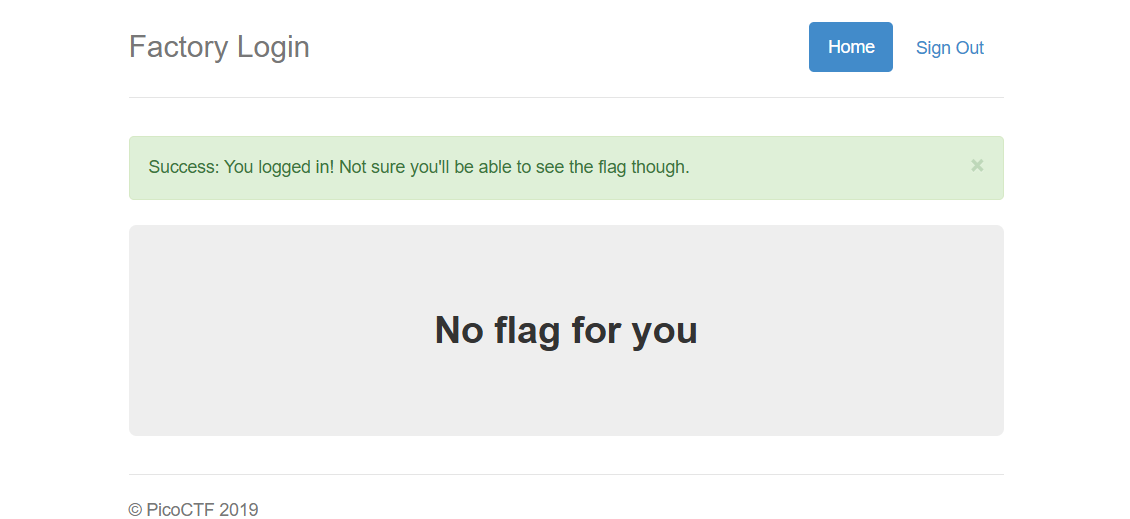 Factory Login
Home
Sign Out
Success: You logged in! Not sure you'll be able to see the flag though.
×
No flag for you
© PicoCTF 2019